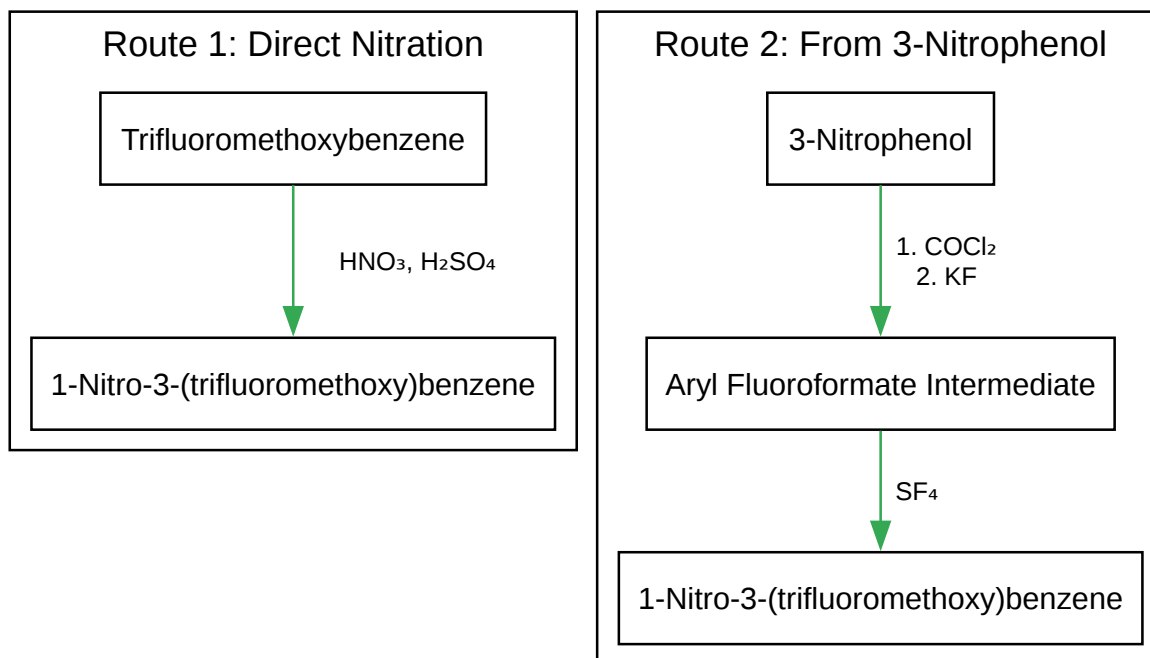 Route 1: Direct Nitration
Trifluoromethoxybenzene
HNO₃, H₂SO₄
1-Nitro-3-(trifluoromethoxy)benzene
Route 2: From 3-Nitrophenol
3-Nitrophenol
1. COCl₂
2. KF
Aryl Fluoroformate Intermediate
SF₄
1-Nitro-3-(trifluoromethoxy)benzene